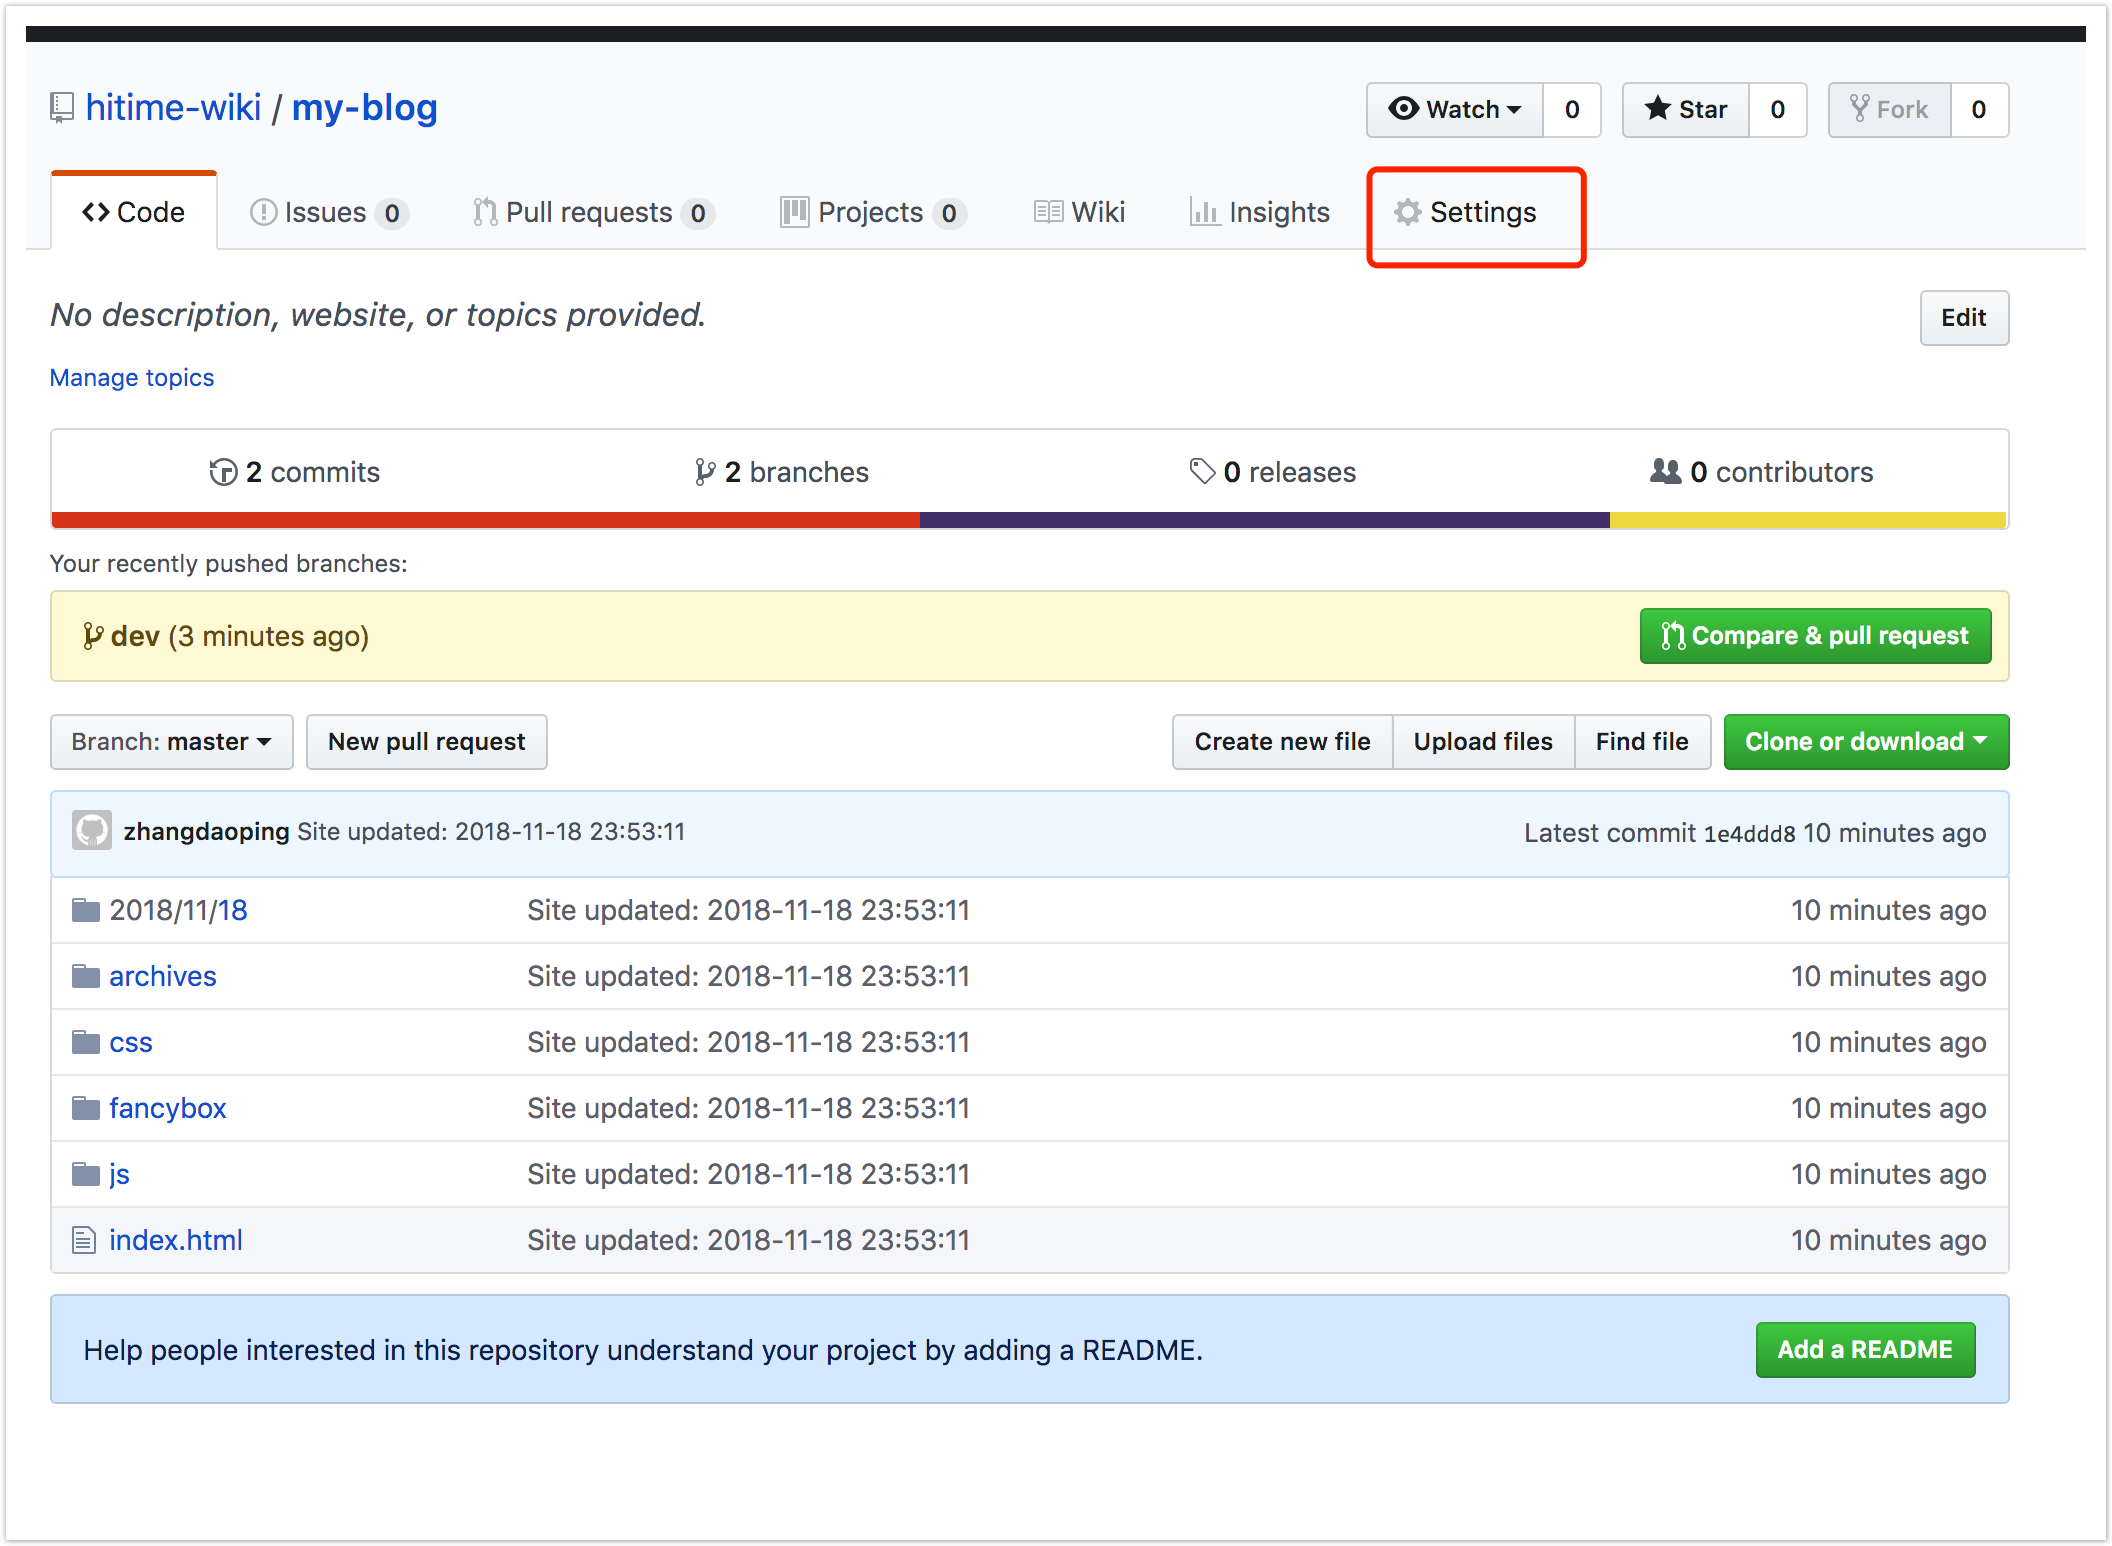 hitime-wiki / my-blog
Watch 0 Star 0 Fork 0
Code Issues 0 Pull requests 0 Projects 0 Wiki Insights Settings
No description, website, or topics provided.
Edit
Manage topics
2 commits 2 branches 0 releases 0 contributors
Your recently pushed branches:
dev (3 minutes ago) Compare & pull request
Branch: master New pull request Create new file Upload files Find file Clone or download
zhangdaoping Site updated: 2018-11-18 23:53:11 Latest commit 1e4ddd8 10 minutes ago
2018/11/18 Site updated: 2018-11-18 23:53:11 10 minutes ago
archives Site updated: 2018-11-18 23:53:11 10 minutes ago
css Site updated: 2018-11-18 23:53:11 10 minutes ago
fancybox Site updated: 2018-11-18 23:53:11 10 minutes ago
js Site updated: 2018-11-18 23:53:11 10 minutes ago
index.html Site updated: 2018-11-18 23:53:11 10 minutes ago
Help people interested in this repository understand your project by adding a README. Add a README